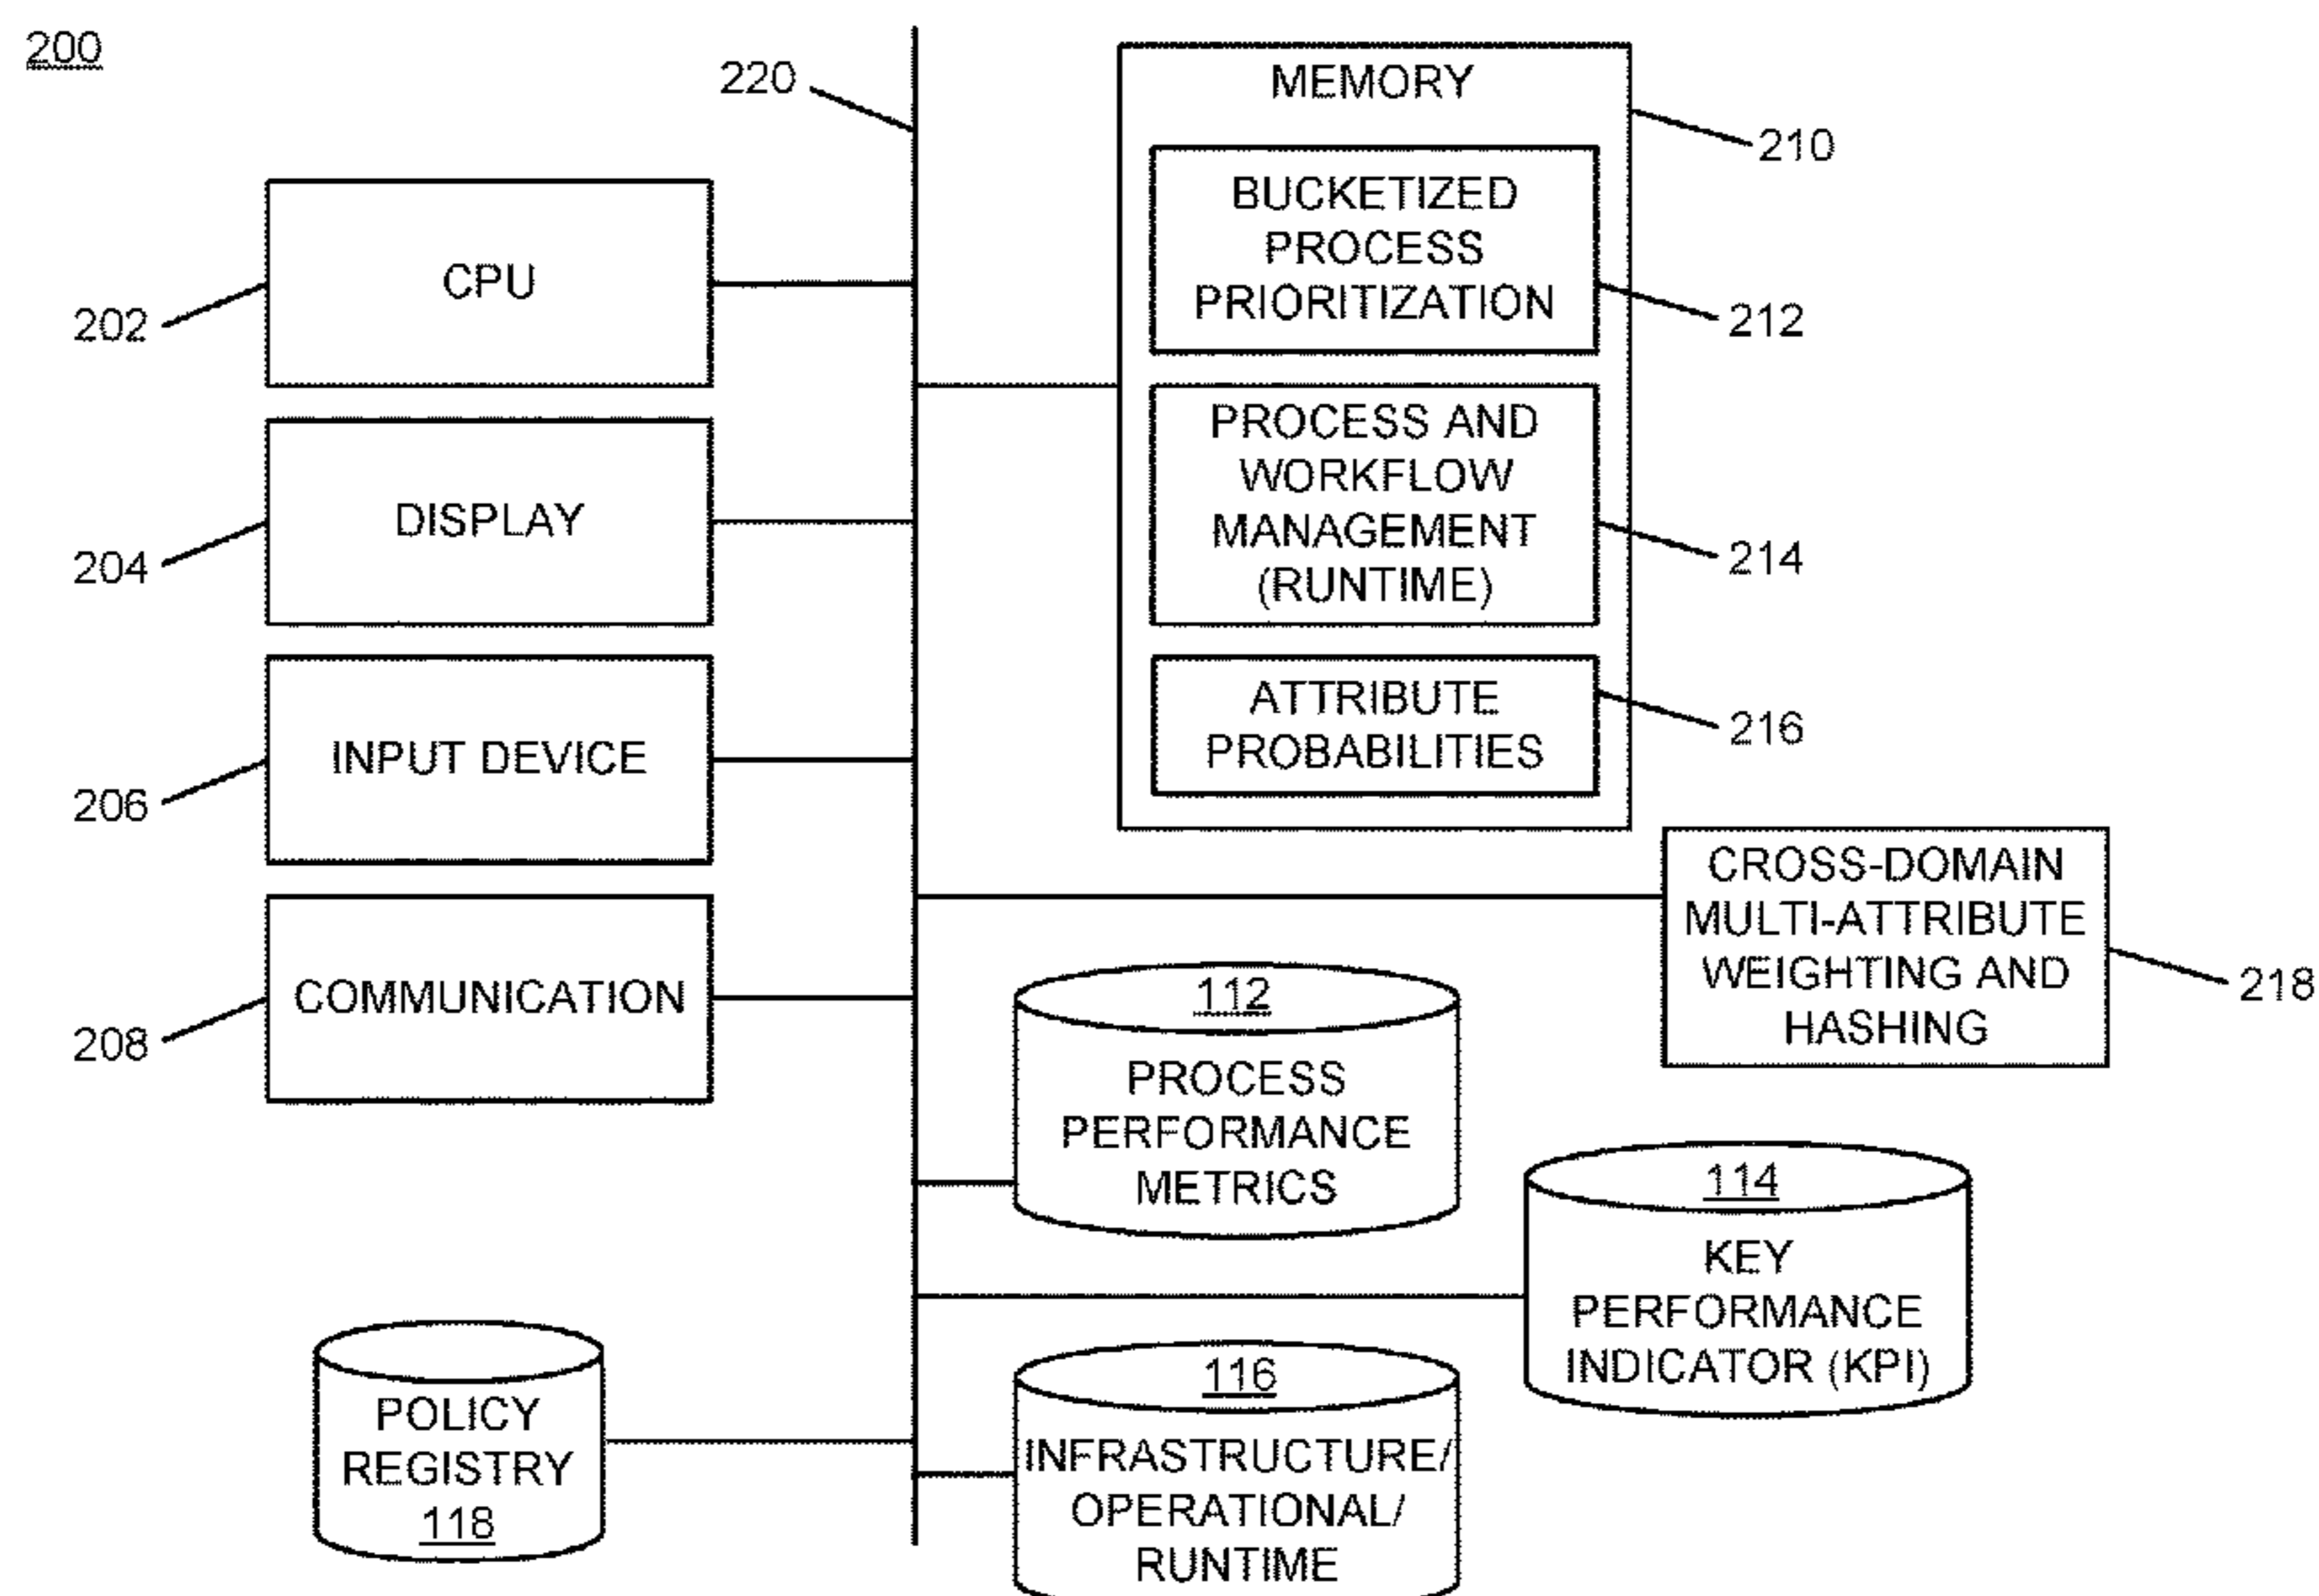 200
220
MEMORY
210
BUCKETIZED
PROCESS
PRIORITIZATION
212
CPU
202
PROCESS AND
WORKFLOW
MANAGEMENT
(RUNTIME)
214
DISPLAY
204
ATTRIBUTE
PROBABILITIES
216
INPUT DEVICE
206
CROSS-DOMAIN
MULTI-ATTRIBUTE
WEIGHTING AND
HASHING
218
COMMUNICATION
208
112
PROCESS
PERFORMANCE
METRICS
114
KEY
PERFORMANCE
INDICATOR (KPI)
POLICY
REGISTRY
118
116
INFRASTRUCTURE/
OPERATIONAL/
RUNTIME